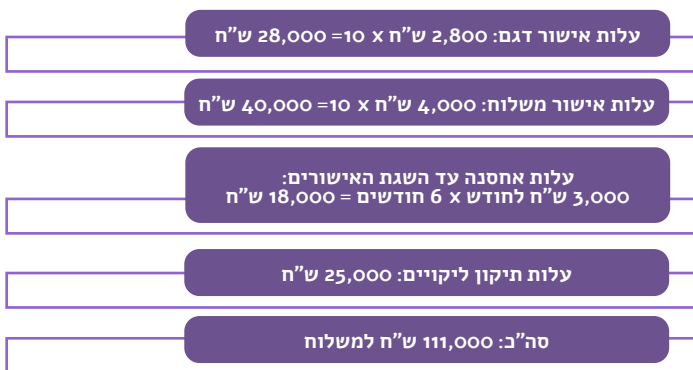 עלות אישור דגם: 2,800 ש"ח x 10= 28,000 ש"ח
עלות אישור משלוח: 4,000 ש"ח x 10= 40,000 ש"ח
עלות אחסנה עד השגת האישורים:
3,000 ש"ח לחודש x 6 חודשים = 18,000 ש"ח
עלות תיקון ליקויים: 25,000 ש"ח
סה"כ: 111,000 ש"ח למשלוח